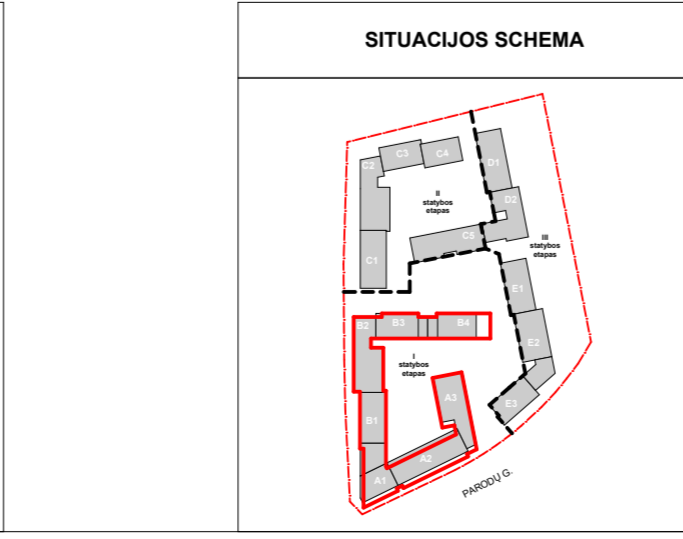 SITUACIJOS SCHEMA
C2
C3
C4
D1
II
statybos
etapas
D2
C5
III
statybos
etapas
C1
E1
B2
B3
B4
E2
I
statybos
etapas
A3
E3
B1
A2
A1
PARODŲ G.